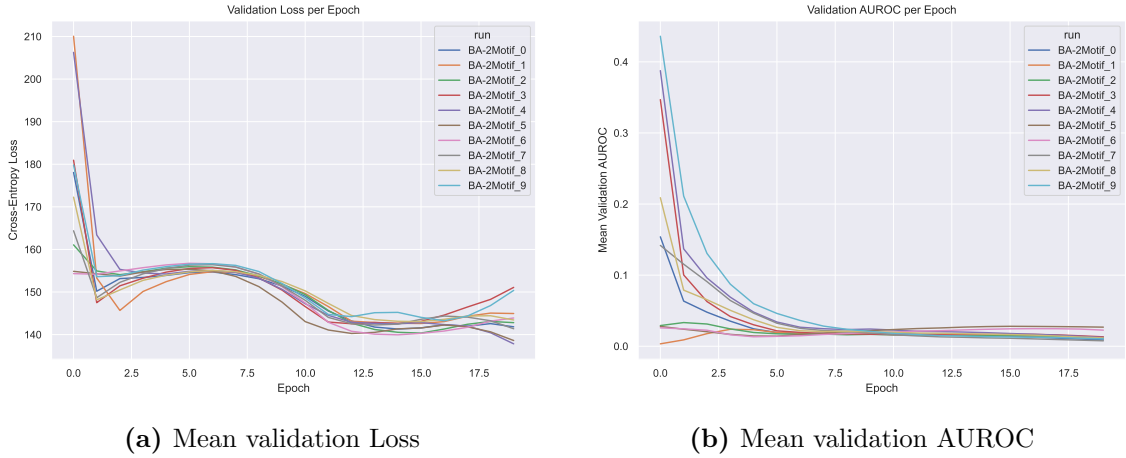 Validation Loss per Epoch
210
200
190
180
170
160
150
140
Cross-Entropy Loss
0.0 2.5 5.0 7.5 10.0 12.5 15.0 17.5
Epoch
run
BA-2Motif_0
BA-2Motif_1
BA-2Motif_2
BA-2Motif_3
BA-2Motif_4
BA-2Motif_5
BA-2Motif_6
BA-2Motif_7
BA-2Motif_8
BA-2Motif_9
(a) Mean validation Loss
Validation AUROC per Epoch
0.4
0.3
0.2
0.1
0.0
Mean Validation AUROC
0.0 2.5 5.0 7.5 10.0 12.5 15.0 17.5
Epoch
run
BA-2Motif_0
BA-2Motif_1
BA-2Motif_2
BA-2Motif_3
BA-2Motif_4
BA-2Motif_5
BA-2Motif_6
BA-2Motif_7
BA-2Motif_8
BA-2Motif_9
(b) Mean validation AUROC